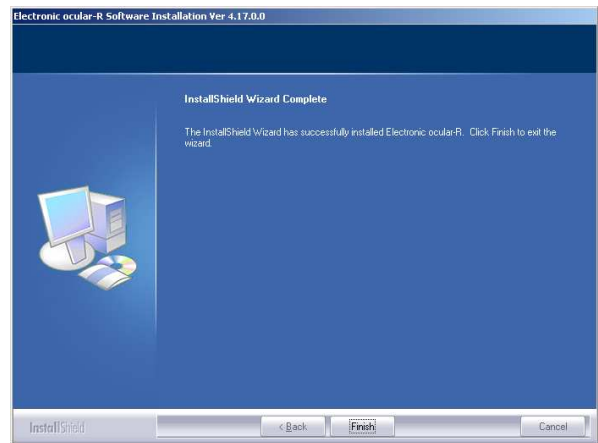 Electronic ocular-R Software Installation Ver 4.17.0.0
InstallShield Wizard Complete
The InstallShield Wizard has successfully installed Electronic ocular-R. Click Finish to exit the
wizard.
InstallShield
< Back
Finish
Cancel